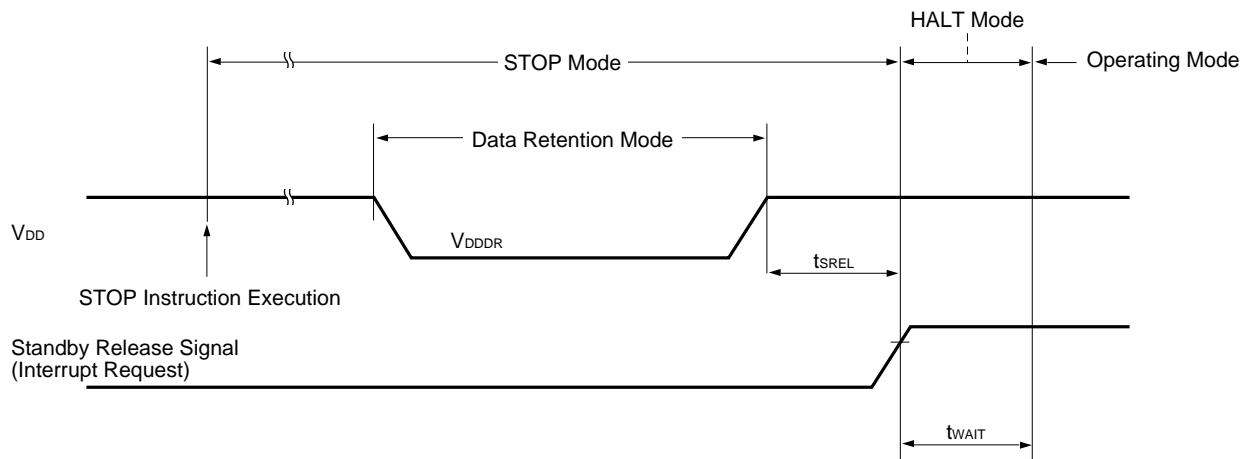 HALT Mode
STOP Mode
Operating Mode
Data Retention Mode
VDD
VDDDR
tSREL
STOP Instruction Execution
Standby Release Signal
(Interrupt Request)
tWAIT